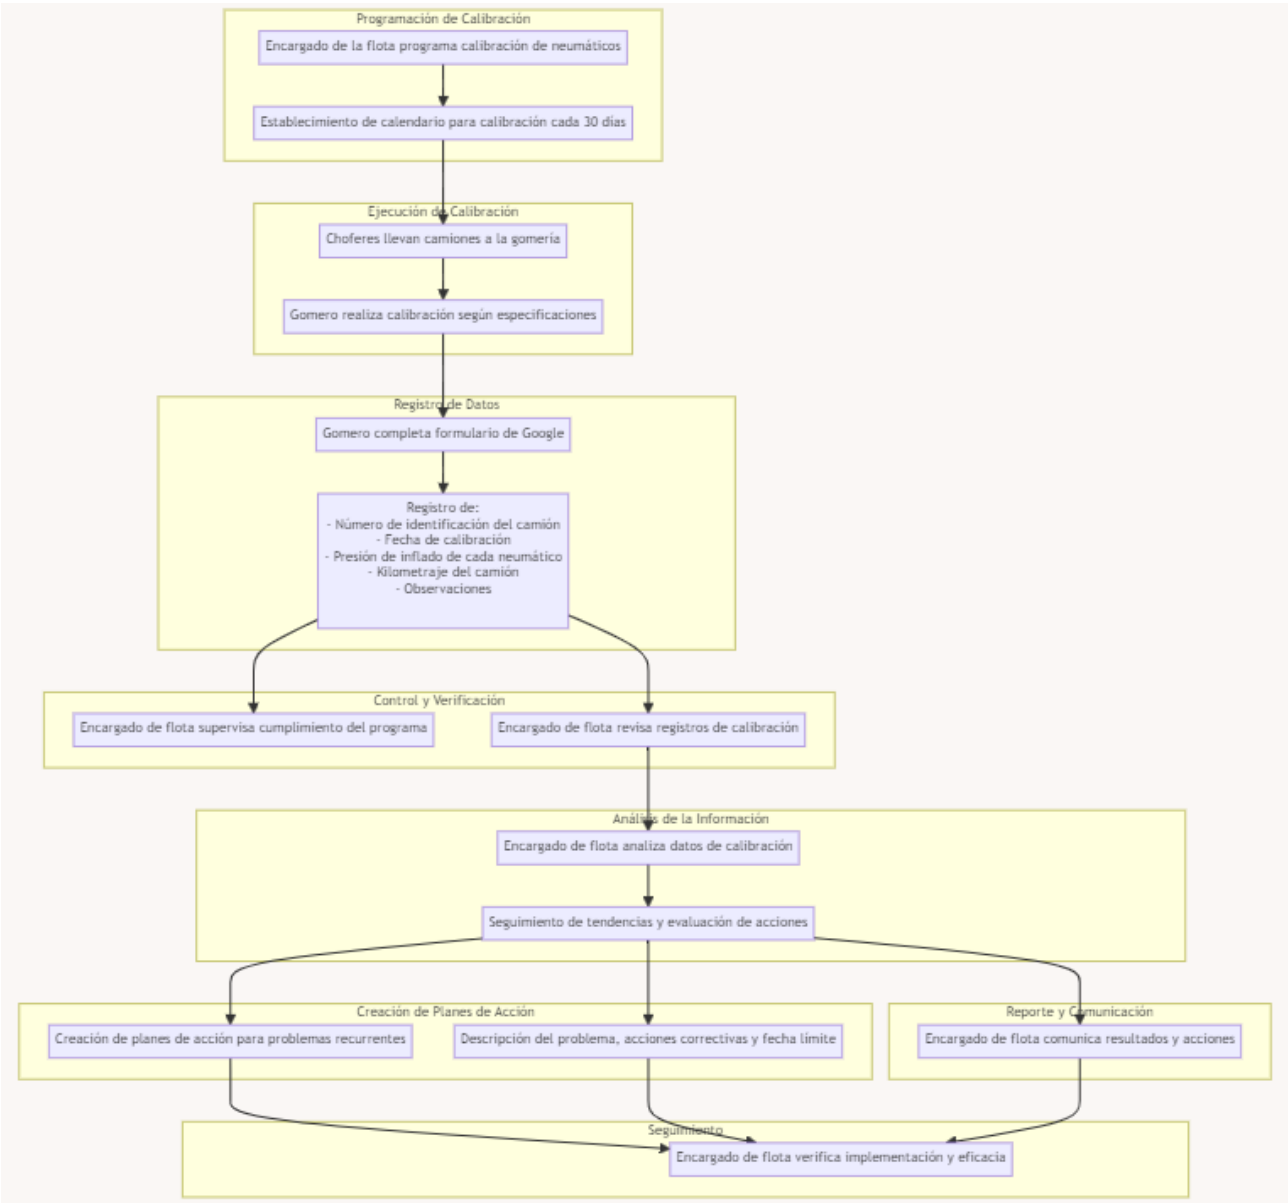 Programación de Calibración
Encargado de la flota programa calibración de neumáticos
Establecimiento de calendario para calibración cada 30 días
Ejecución de Calibración
Choferes llevan camiones a la gomería
Gomero realiza calibración según especificaciones
Registro de Datos
Gomero completa formulario de Google
Registro de:
- Número de identificación del camión
- Fecha de calibración
- Presión de inflado de cada neumático
- Kilometraje del camión
- Observaciones
Control y Verificación
Encargado de flota supervisa cumplimiento del programa
Encargado de flota revisa registros de calibración
Análisis de la Información
Encargado de flota analiza datos de calibración
Seguimiento de tendencias y evaluación de acciones
Creación de Planes de Acción
Reporte y Comunicación
Creación de planes de acción para problemas recurrentes
Descripción del problema, acciones correctivas y fecha límite
Encargado de flota comunica resultados y acciones
Seguimiento
Encargado de flota verifica implementación y eficacia